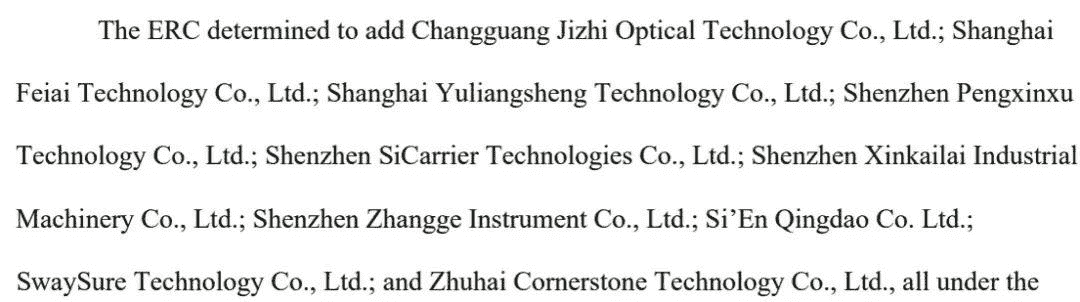 The ERC determined to add Changguang Jizhi Optical Technology Co., Ltd.; Shanghai
Feiai Technology Co., Ltd.; Shanghai Yuliangsheng Technology Co., Ltd.; Shenzhen Pengxinxu
Technology Co., Ltd.; Shenzhen SiCarrier Technologies Co., Ltd.; Shenzhen Xinkailai Industrial
Machinery Co., Ltd.; Shenzhen Zhangge Instrument Co., Ltd.; Si’En Qingdao Co. Ltd.;
SwaySure Technology Co., Ltd.; and Zhuhai Cornerstone Technology Co., Ltd., all under the